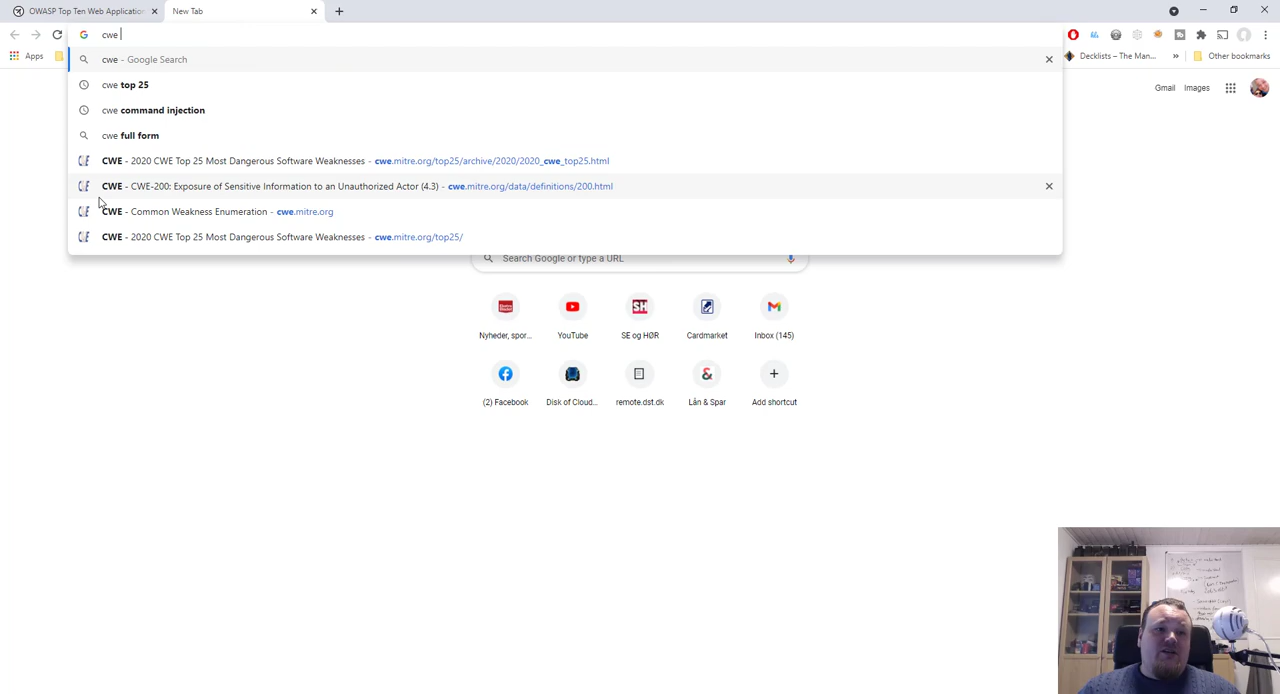 OWASP Top Ten Web Application
New Tab
cwe
Apps
Decklists – The Man...
»
Other bookmarks
cwe - Google Search
cwe top 25
cwe command injection
cwe full form
CWE - 2020 CWE Top 25 Most Dangerous Software Weaknesses - cwe.mitre.org/top25/archive/2020/2020_cwe_top25.html
CWE - CWE-200: Exposure of Sensitive Information to an Unauthorized Actor (4.3) - cwe.mitre.org/data/definitions/200.html
CWE - Common Weakness Enumeration - cwe.mitre.org
CWE - 2020 CWE Top 25 Most Dangerous Software Weaknesses - cwe.mitre.org/top25/
Gmail Images
Search Google or type a URL
SH
Nyheder, spor... YouTube SE og HØR Cardmarket Inbox (145)
(2) Facebook Disk of Cloud... remote.dst.dk Lån & Spar Add shortcut